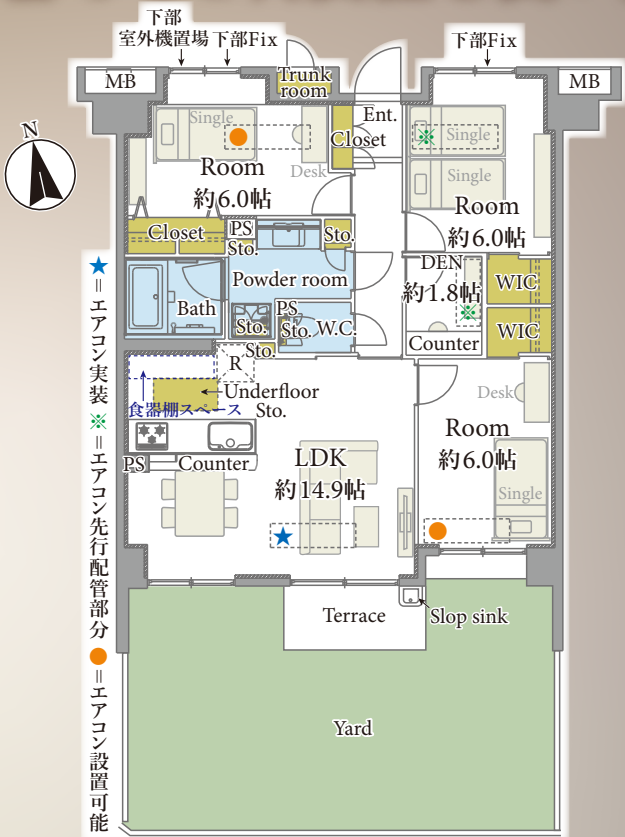 下部
室外機置場
下部Fix
下部Fix
MB
Trunk
room
MB
N
Single
Desk
Room
約6.0帖
Closet
Ent.
Closet
Single
Single
Room
約6.0帖
PS
Sto.
Sto.
Powder room
Bath
Sto.
PS
Sto.
W.C.
DEN
約1.8帖
Counter
WIC
WIC
Sto.
R
Underfloor
Sto.
食器棚スペース
PS
Counter
LDK
約14.9帖
Desk
Room
約6.0帖
Single
Terrace
Slop sink
Yard
★=エアコン実装 ※=エアコン先行配管部分 ●=エアコン設置可能